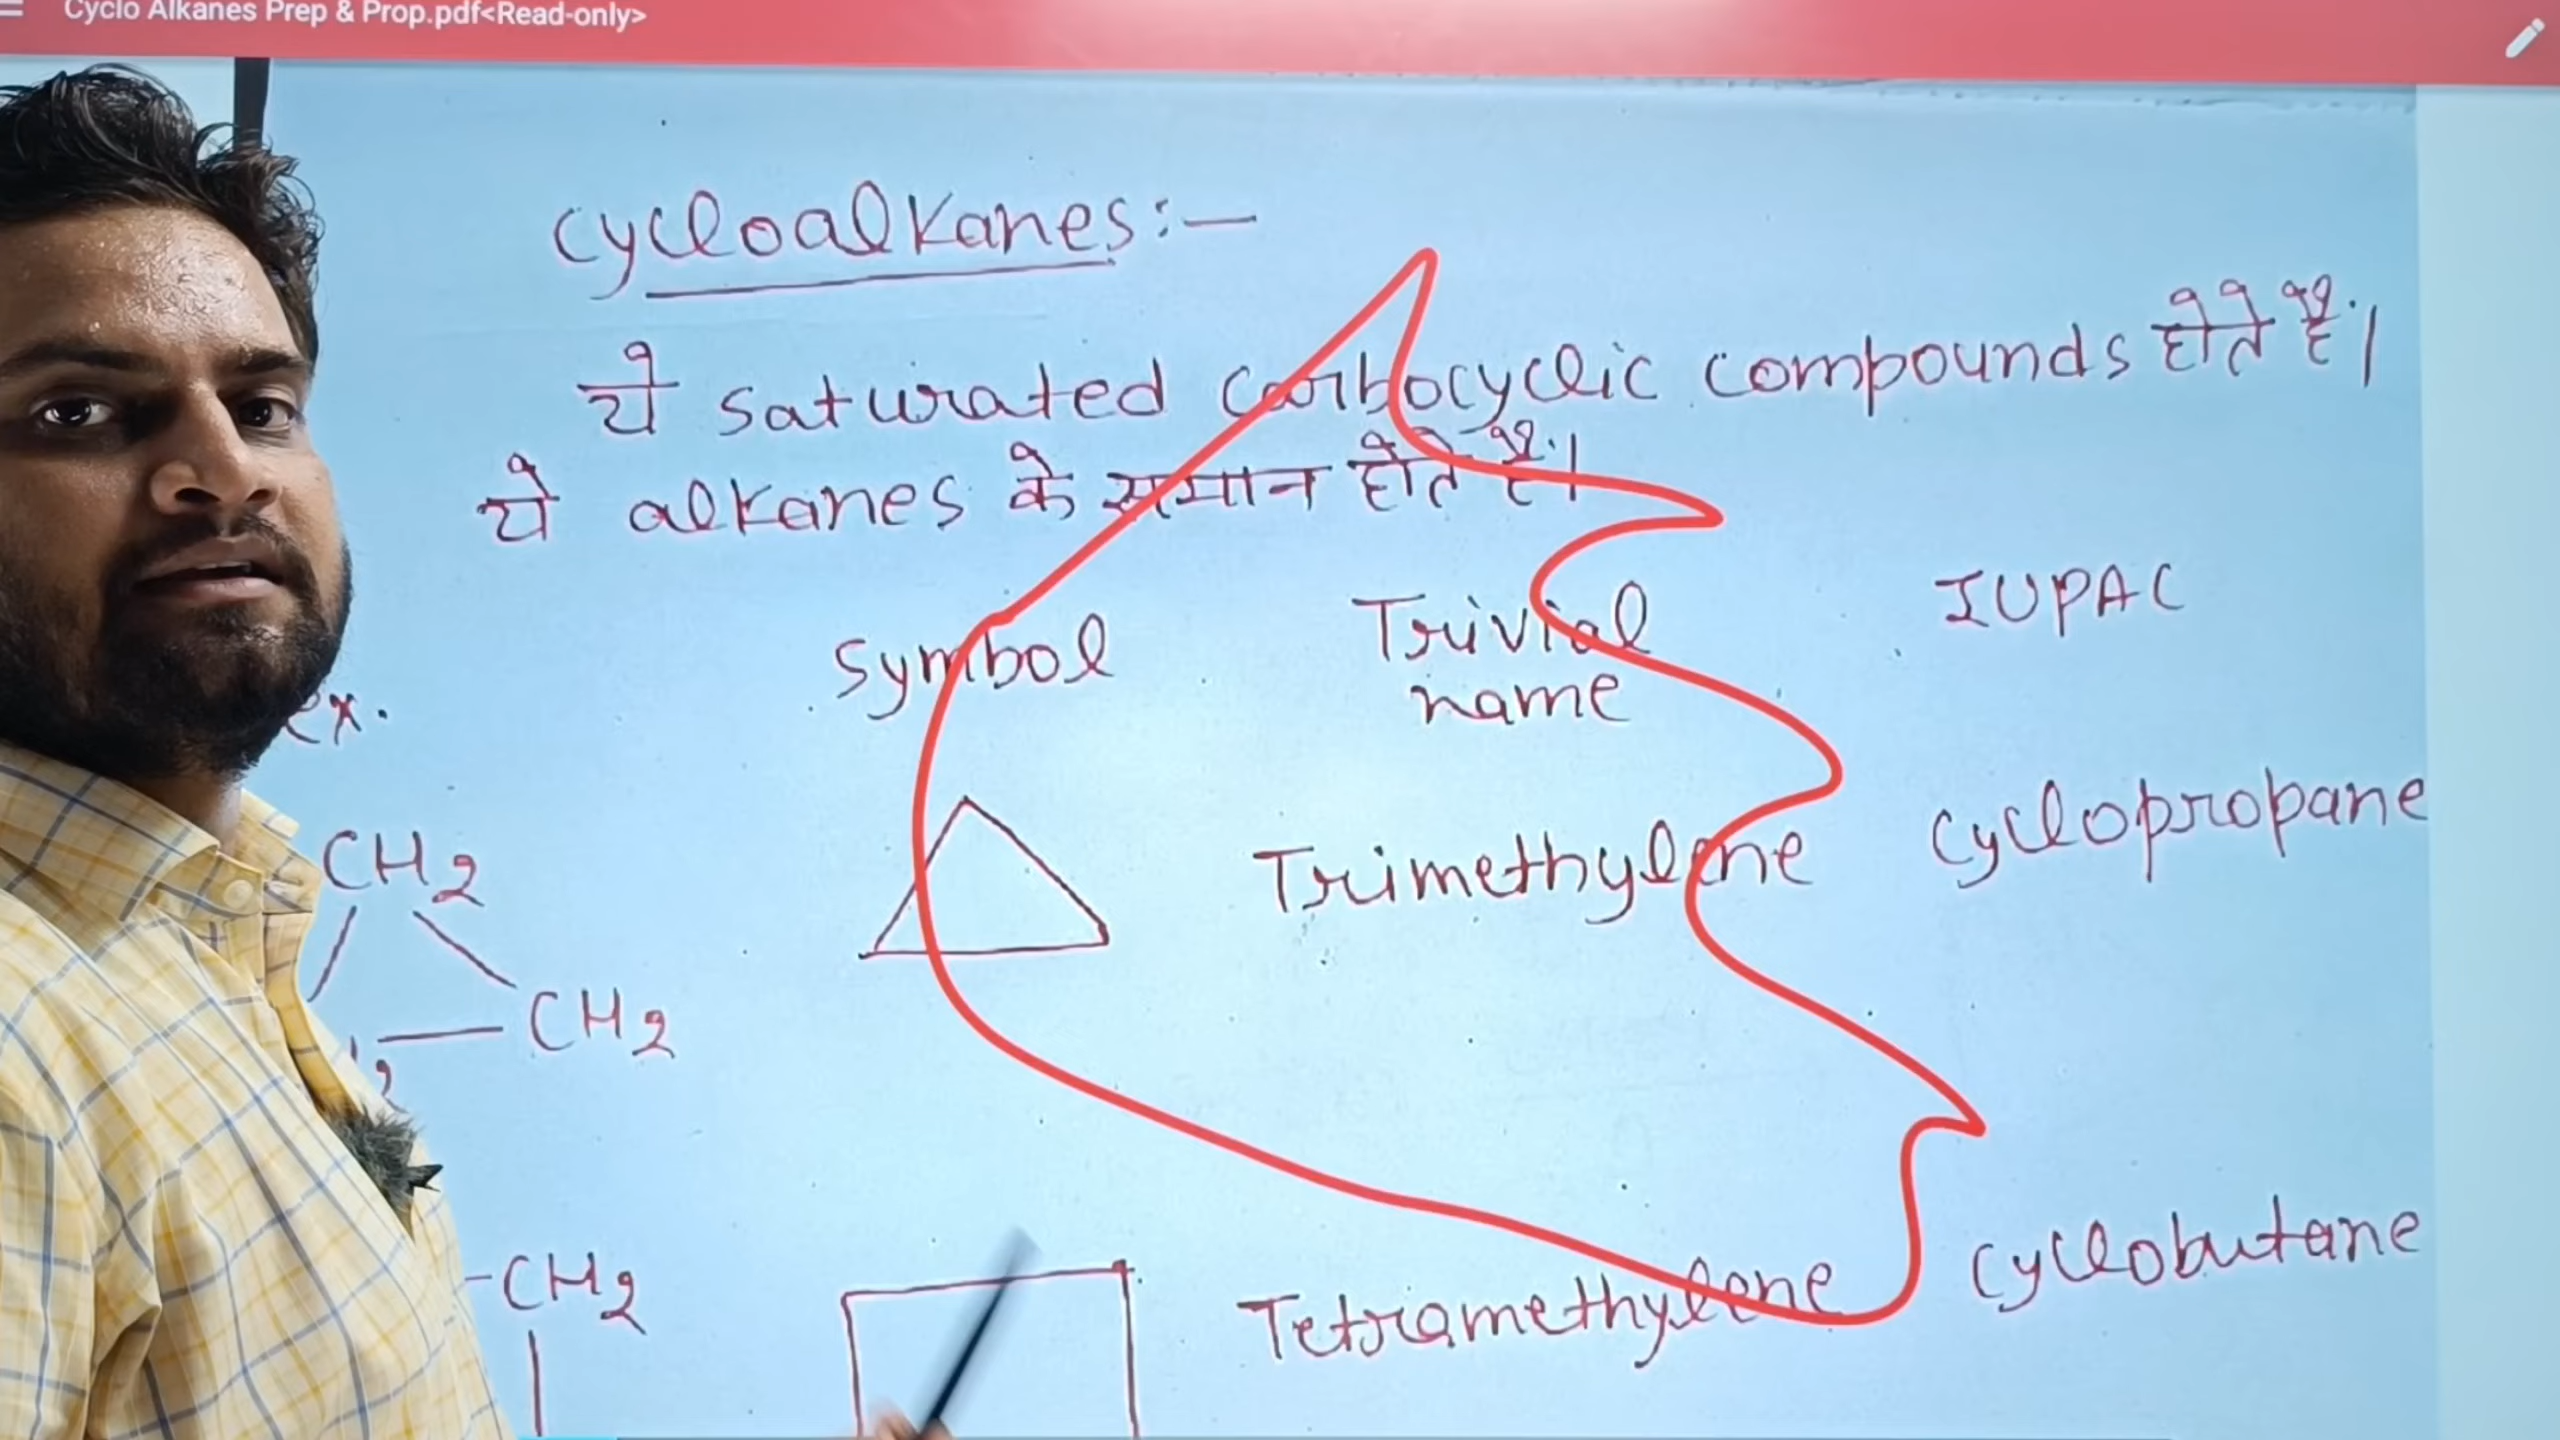 Cyclo Alkanes Prep & Prop.pdf<Read-only>
Cycloalkanes:—
ये saturated carbocyclic compounds होते हैं।
ये alkanes के समान होते हैं।
ex. Symbol Trivial name IUPAC
CH2
CH2
2
Trimethylene Cyclopropane
-CH2
Tetramethylene Cyclobutane